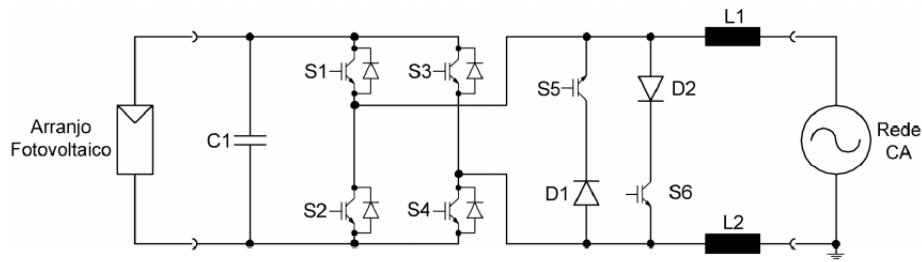 L1
S1
S3
S5
D2
Arranjo
Fotovoltaico
C1
Rede
CA
S2
S4
D1
S6
L2